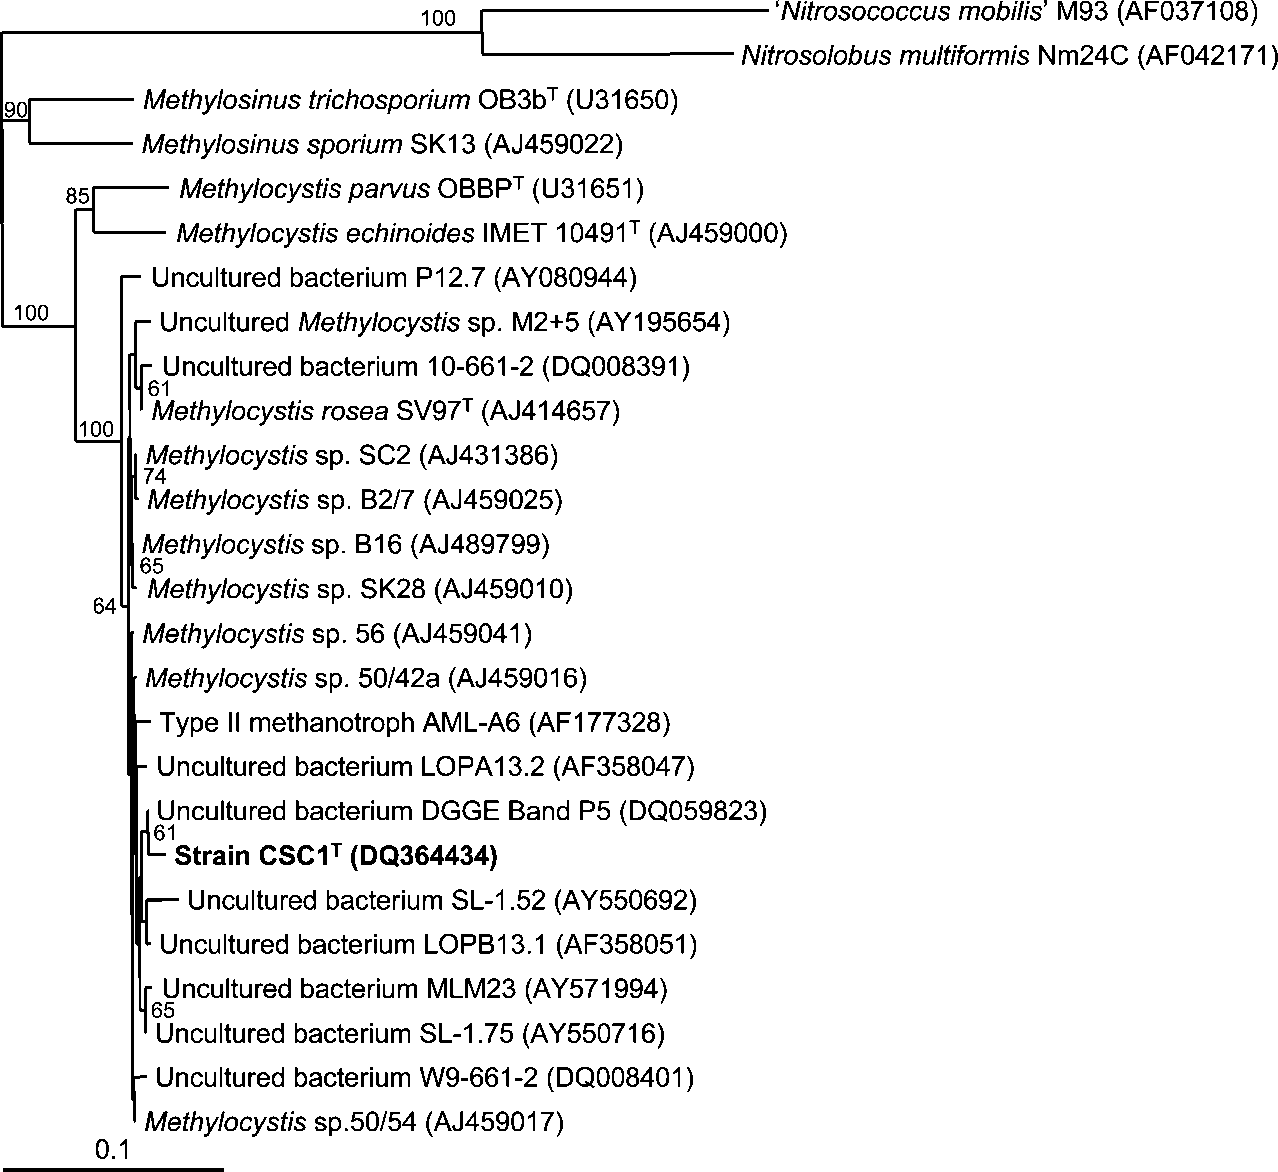 100
‘Nitrosococcus mobilis’ M93 (AF037108)
Nitrosolobus multiformis Nm24C (AF042171)
Methylosinus trichosporium OB3bT (U31650)
90
Methylosinus sporium SK13 (AJ459022)
85
Methylocystis parvus OBBPT (U31651)
Methylocystis echinoides IMET 10491T (AJ459000)
Uncultured bacterium P12.7 (AY080944)
100
Uncultured Methylocystis sp. M2+5 (AY195654)
Uncultured bacterium 10-661-2 (DQ008391)
61
Methylocystis rosea SV97T (AJ414657)
100
Methylocystis sp. SC2 (AJ431386)
74
Methylocystis sp. B2/7 (AJ459025)
Methylocystis sp. B16 (AJ489799)
65
Methylocystis sp. SK28 (AJ459010)
64
Methylocystis sp. 56 (AJ459041)
Methylocystis sp. 50/42a (AJ459016)
Type II methanotroph AML-A6 (AF177328)
Uncultured bacterium LOPA13.2 (AF358047)
Uncultured bacterium DGGE Band P5 (DQ059823)
61
Strain CSC1T (DQ364434)
Uncultured bacterium SL-1.52 (AY550692)
Uncultured bacterium LOPB13.1 (AF358051)
Uncultured bacterium MLM23 (AY571994)
65
Uncultured bacterium SL-1.75 (AY550716)
Uncultured bacterium W9-661-2 (DQ008401)
Methylocystis sp.50/54 (AJ459017)
0.1